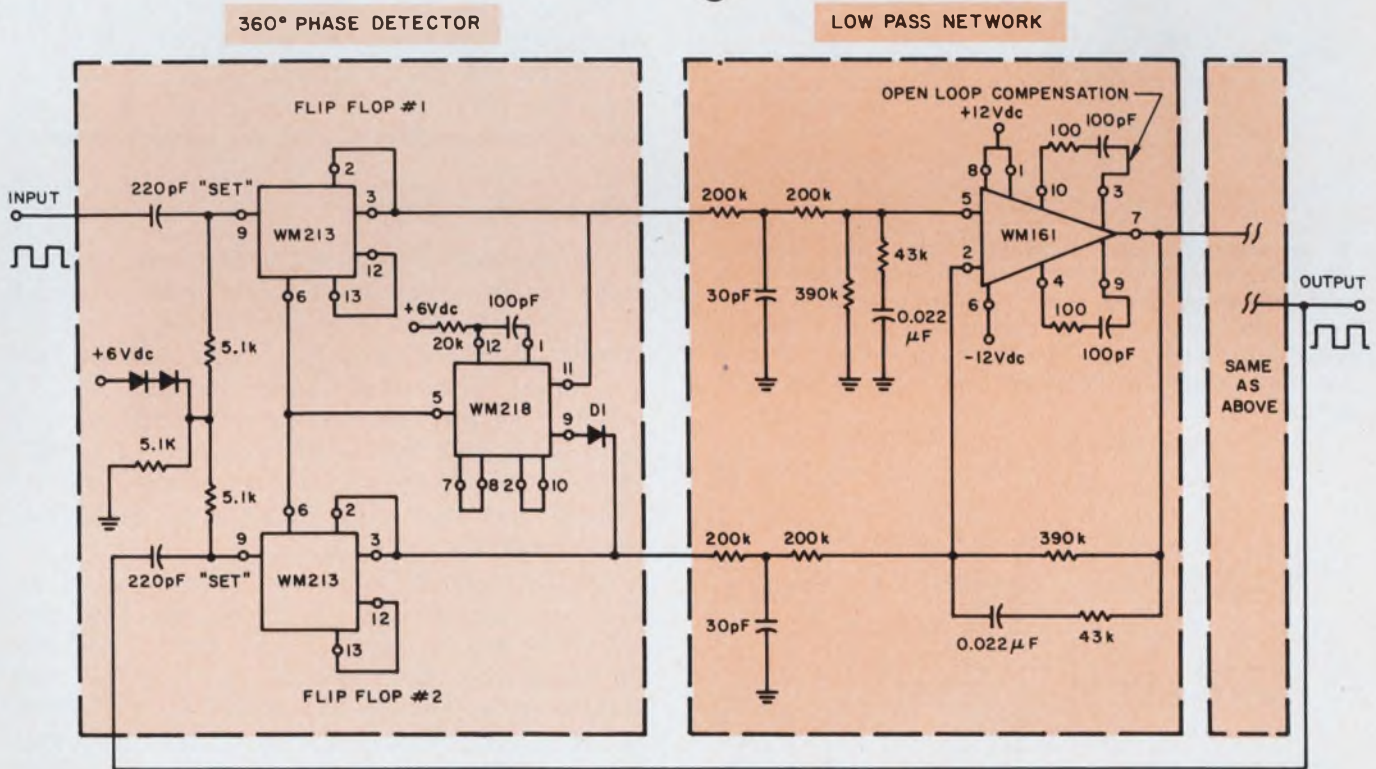 360° PHASE DETECTOR
LOW PASS NETWORK
FLIP FLOP #1
OPEN LOOP COMPENSATION
+12Vdc
100
100pF
8
1
10
3
INPUT
220pF "SET"
9
WM213
2
3
12
13
6
200k
200k
5
WM161
7
2
6
4
9
-12Vdc
100
100pF
30pF
390k
43k
0.022
μF
OUTPUT
SAME
AS
ABOVE
+6Vdc
100pF
20k
12
1
5.1k
+6Vdc
5
WM218
11
9
D1
7
8
2
10
5.1K
5.1k
6
2
9
WM213
3
12
13
220pF "SET"
200k
200k
390k
30pF
0.022μF
43k
FLIP FLOP #2